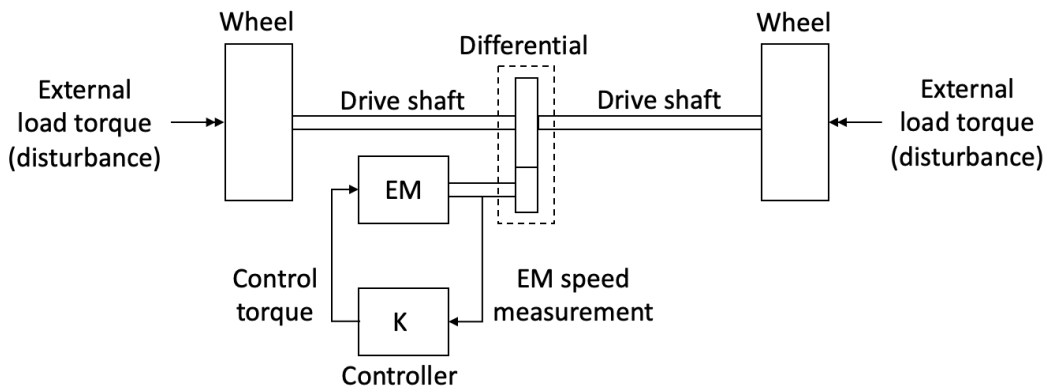 Wheel
Wheel
Differential
External
load torque
(disturbance)
Drive shaft
Drive shaft
External
load torque
(disturbance)
EM
Control
torque
EM speed
measurement
K
Controller